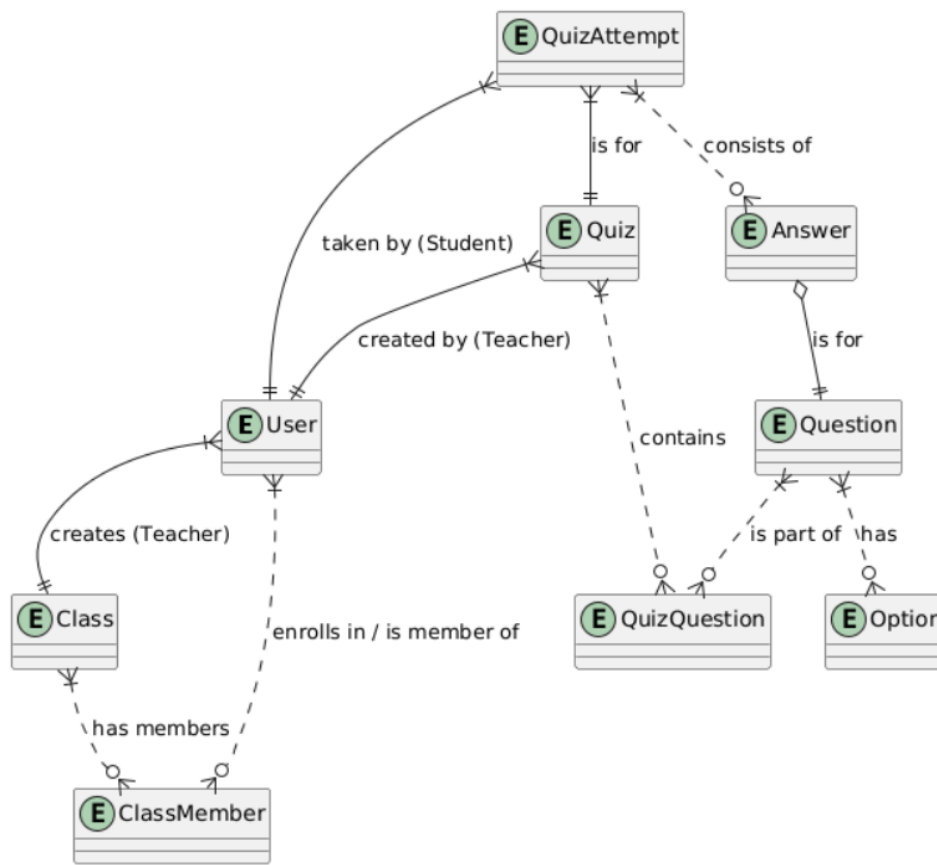 E QuizAttempt
is for
consists of
taken by (Student)
E Quiz
E Answer
created by (Teacher)
is for
E User
E Question
contains
creates (Teacher)
is part of
has
E Class
enrolls in / is member of
E QuizQuestion
E Option
has members
E ClassMember